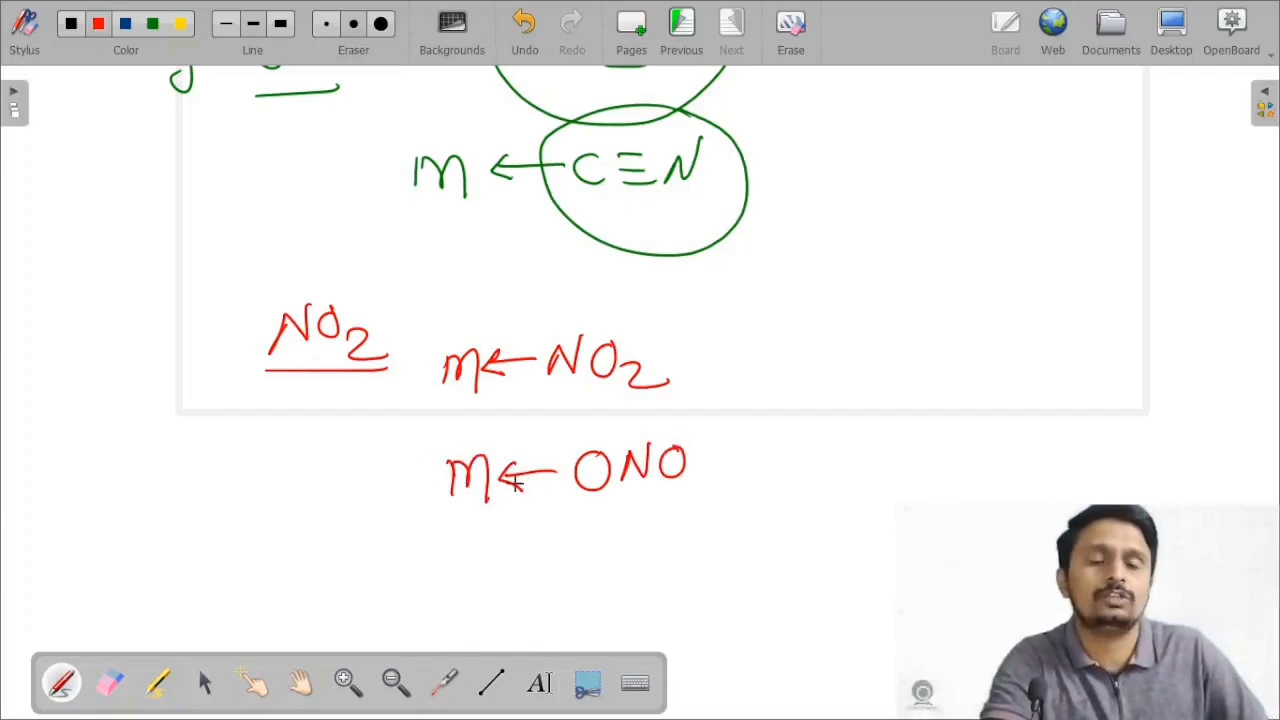 Stylus Color Line Eraser Backgrounds Undo Redo Pages Previous Next Erase Board Web Documents Desktop OpenBoard
m ← C≡N
NO2 m ← NO2
m ← ONO
AI